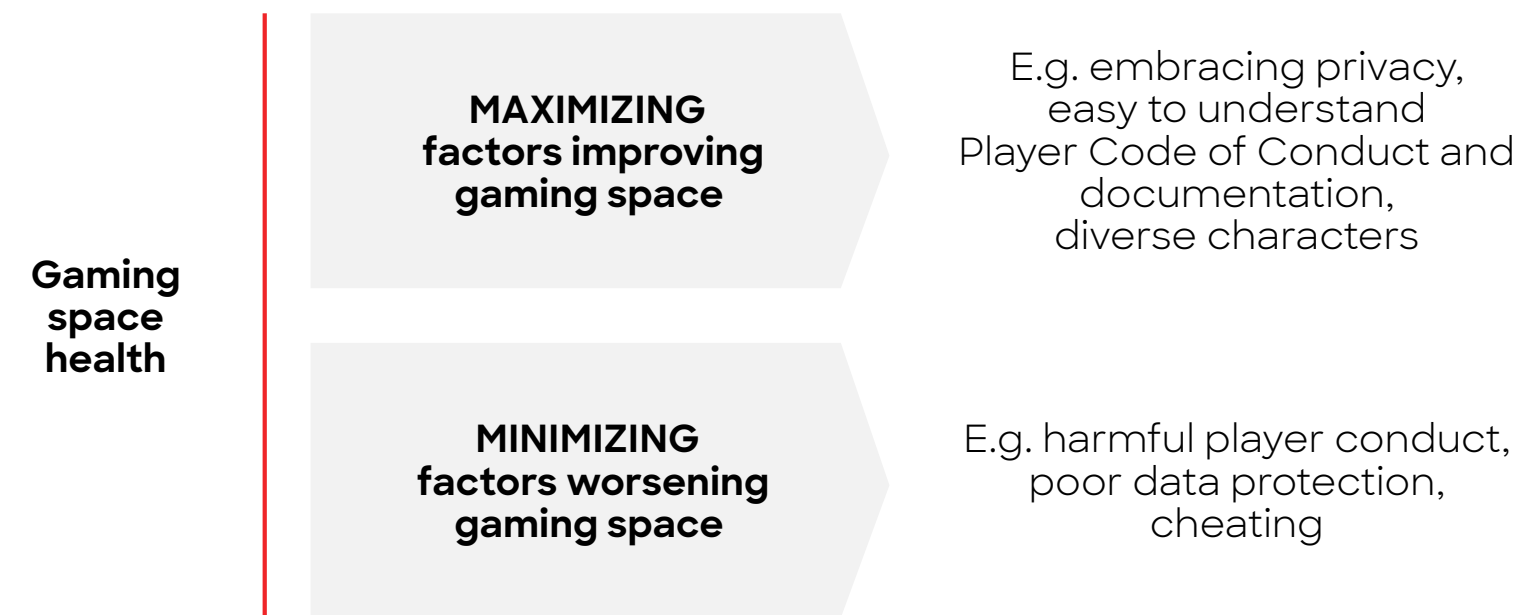 Gaming
space
health
MAXIMIZING
factors improving
gaming space
E.g. embracing privacy,
easy to understand
Player Code of Conduct and
documentation,
diverse characters
MINIMIZING
factors worsening
gaming space
E.g. harmful player conduct,
poor data protection,
cheating